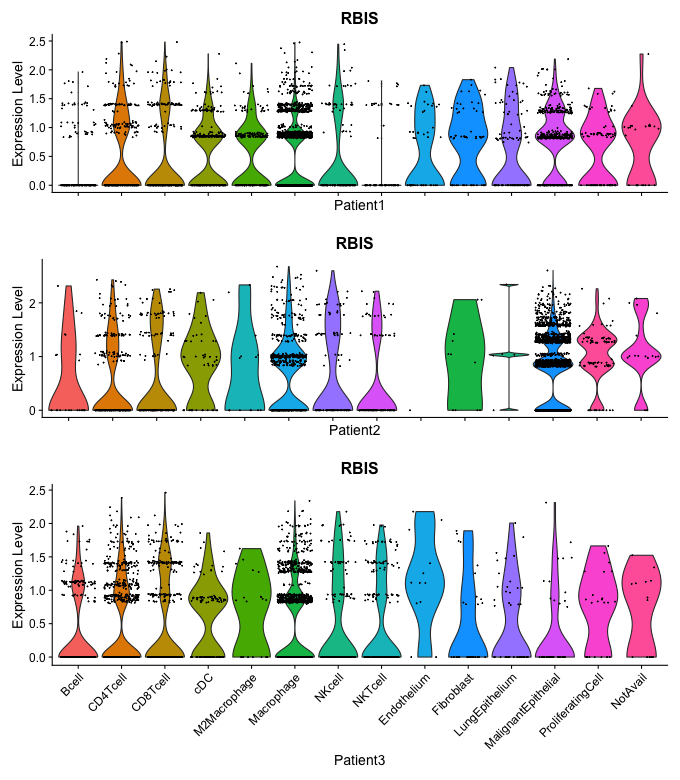 RBIS
Expression Level
2.5
2.0
1.5
1.0
0.5
0.0
Patient1
RBIS
Expression Level
2
1
0
Patient2
RBIS
Expression Level
2.5
2.0
1.5
1.0
0.5
0.0
Bcell
CD4Tcell
CD8Tcell
cDC
M2Macrophage
Macrophage
NKcell
NKTcell
Endothelium
Fibroblast
LungEpithelium
MalignantEpithelial
ProliferatingCell
NotAvail
Patient3